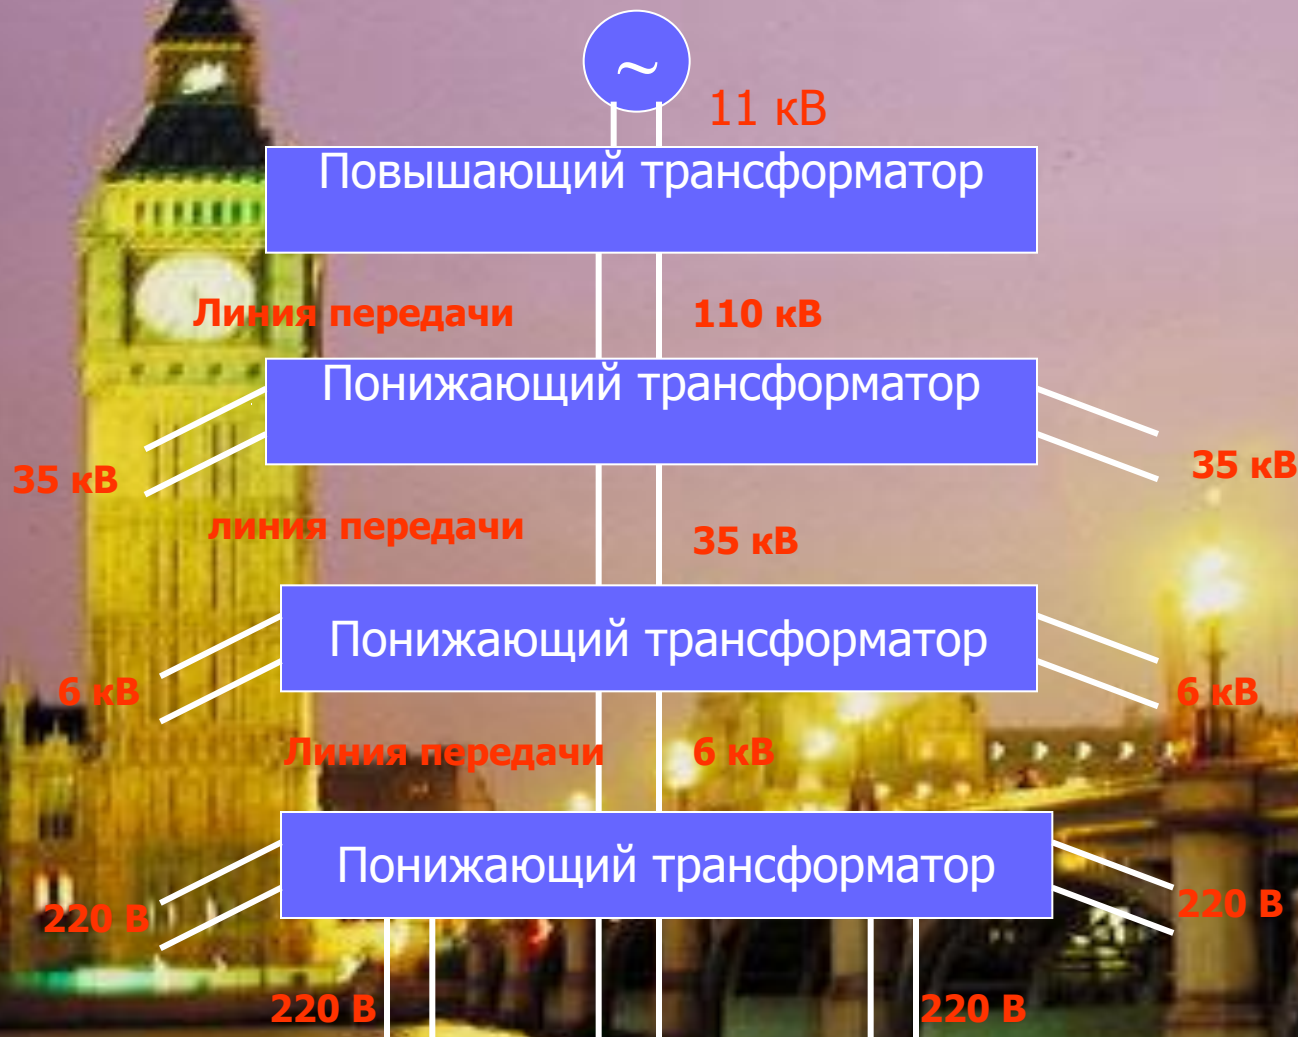 ~
11 кВ
Повышающий трансформатор
Линия передачи
110 кВ
Понижающий трансформатор
35 кВ
35 кВ
линия передачи
35 кВ
Понижающий трансформатор
6 кВ
6 кВ
Линия передачи
6 кВ
Понижающий трансформатор
220 В
220 В
220 В
220 В